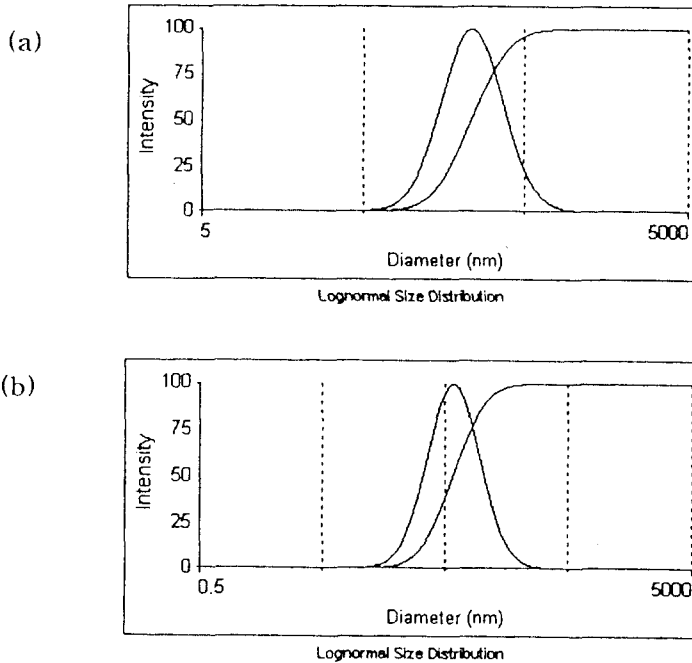 (a)
100
75
50
25
0
Intensity
5
5000
Diameter (nm)
Lognormal Size Distribution
(b)
100
75
50
25
0
Intensity
0.5
5000
Diameter (nm)
Lognormal Size Distribution